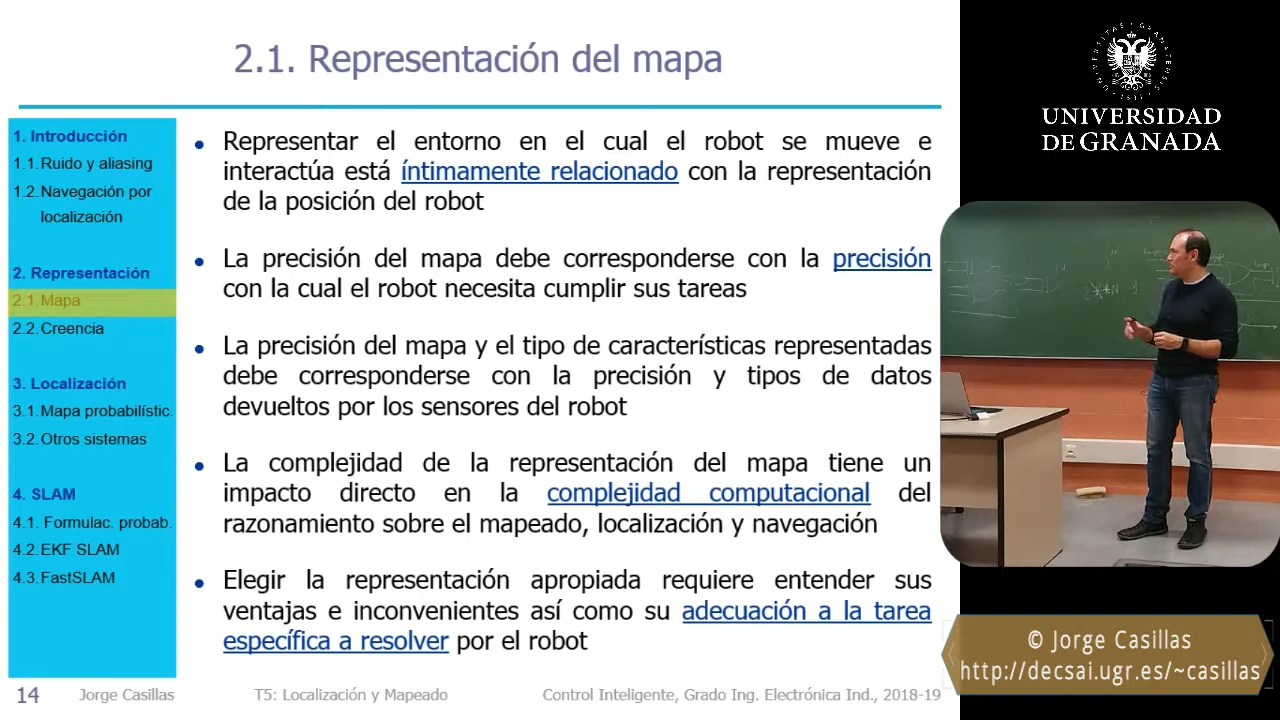 2.1. Representación del mapa
1. Introducción
1.1. Ruido y aliasing
1.2. Navegación por
localización
2. Representación
2.1. Mapa
2.2. Creencia
3. Localización
3.1. Mapa probabilístic.
3.2. Otros sistemas
4. SLAM
4.1. Formulac. probab.
4.2. EKF SLAM
4.3. FastSLAM
• Representar el entorno en el cual el robot se mueve e
interactúa está íntimamente relacionado con la representación
de la posición del robot
• La precisión del mapa debe corresponderse con la precisión
con la cual el robot necesita cumplir sus tareas
• La precisión del mapa y el tipo de características representadas
debe corresponderse con la precisión y tipos de datos
devueltos por los sensores del robot
• La complejidad de la representación del mapa tiene un
impacto directo en la complejidad computacional del
razonamiento sobre el mapeado, localización y navegación
• Elegir la representación apropiada requiere entender sus
ventajas e inconvenientes así como su adecuación a la tarea
específica a resolver por el robot
14 Jorge Casillas T5: Localización y Mapeado Control Inteligente, Grado Ing. Electrónica Ind., 2018-19
UNIVERSIDAD
DE GRANADA
© Jorge Casillas
http://decsai.ugr.es/~casillas